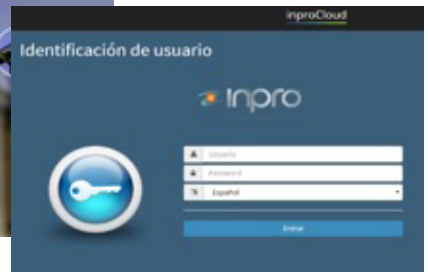 inproCloud
Identificación de usuario
inpro
Usuario
Password
Español
Entrar